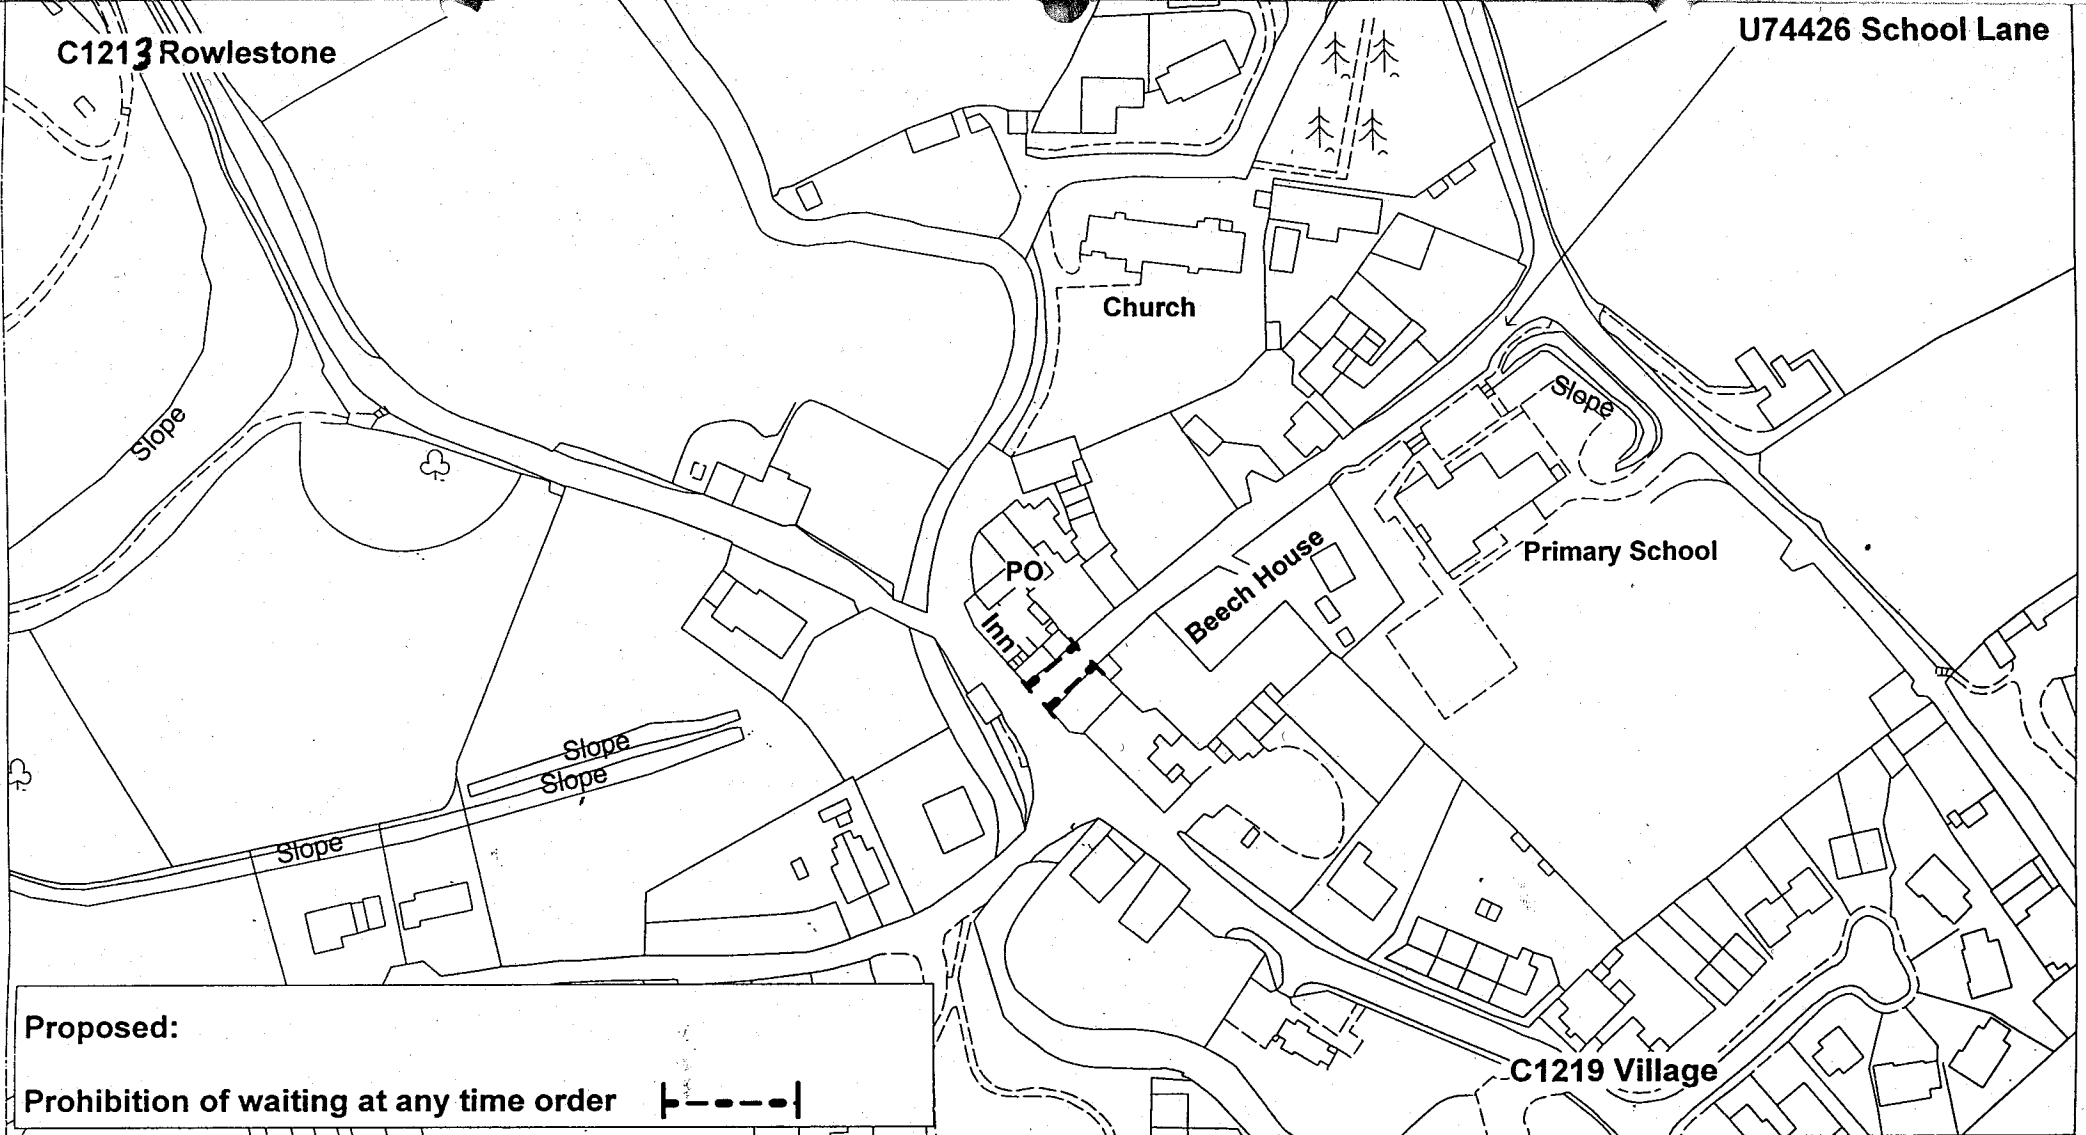 C1213 Rowlestone
U74426 School Lane
Church
Slope
Slope
PO
Inn
Beech House
Primary School
Slope
Slope
Slope
C1219 Village
Proposed:
Prohibition of waiting at any time order